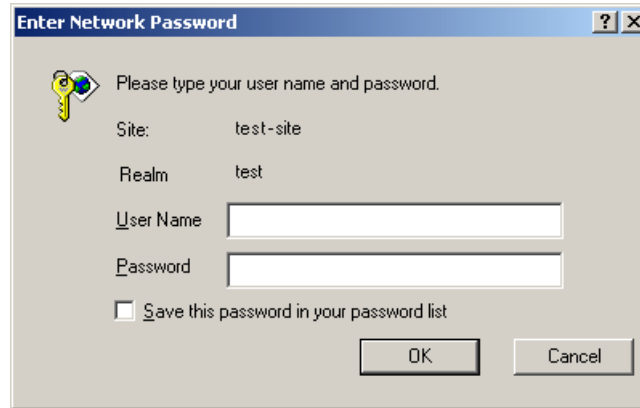 Enter Network Password
Please type your user name and password.
Site: test-site
Realm test
User Name
Password
Save this password in your password list
OK Cancel